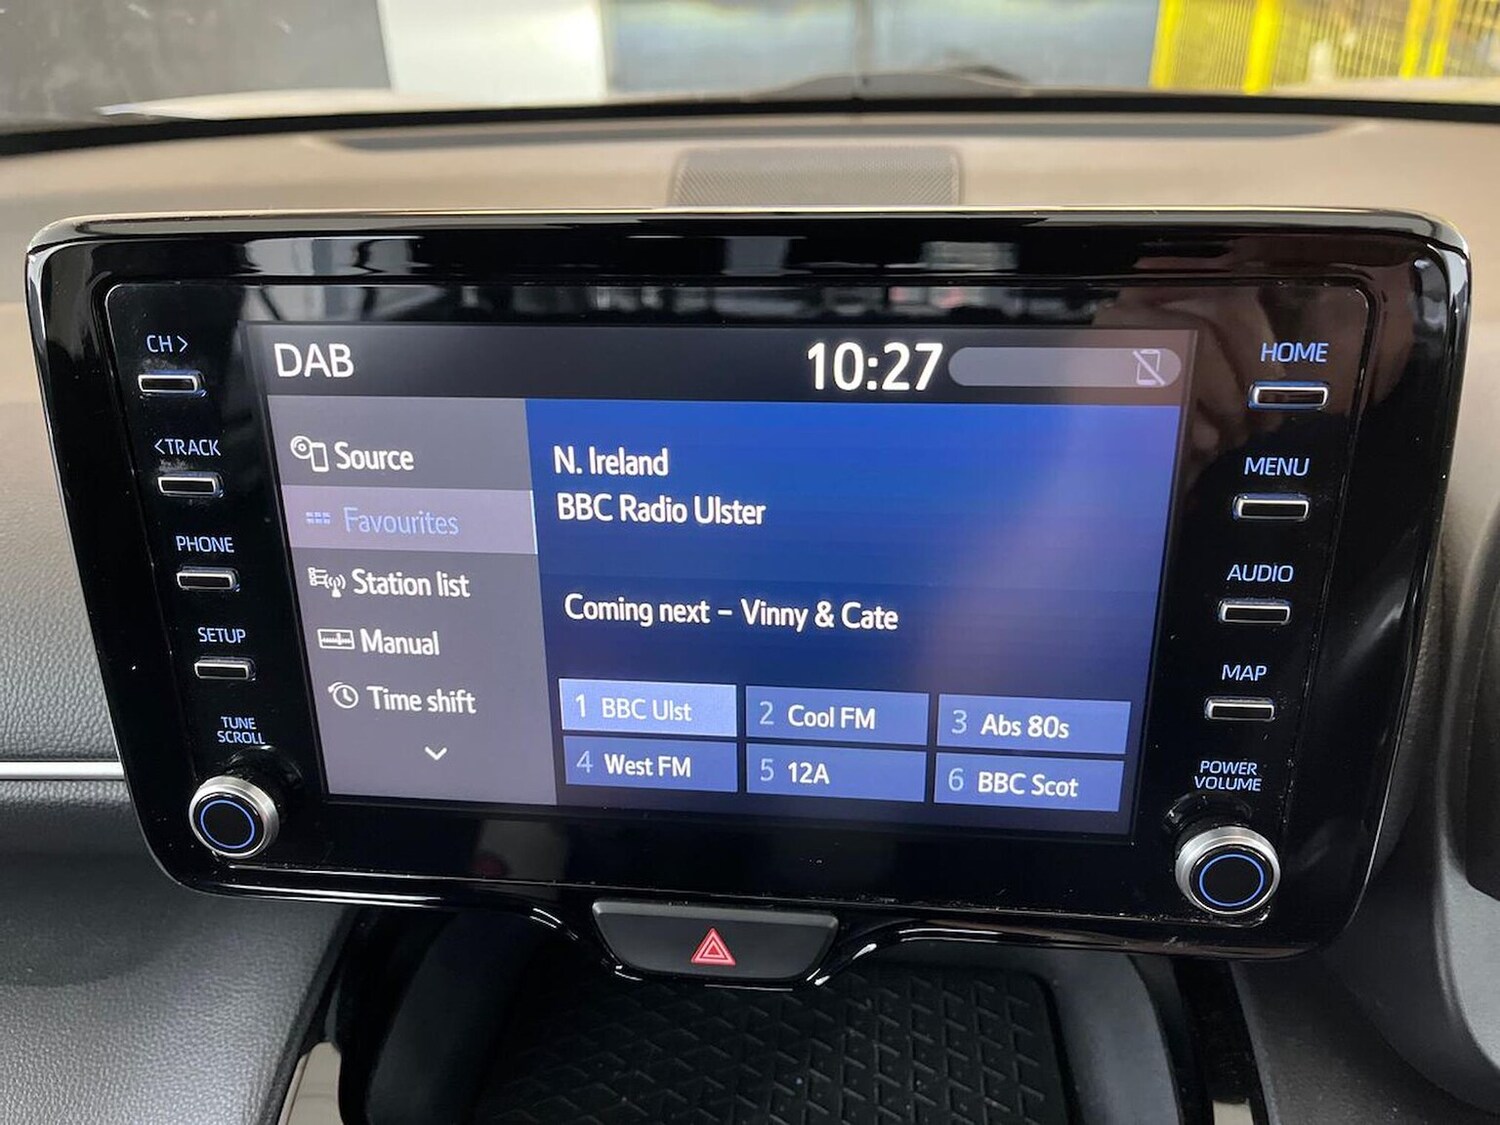 CH >
<TRACK
PHONE
SETUP
TUNE
SCROLL
DAB
10:27
Source
Favourites
Station list
Manual
Time shift
N. Ireland
BBC Radio Ulster
Coming next – Vinny & Cate
1 BBC Ulst
2 Cool FM
3 Abs 80s
4 West FM
5 12A
6 BBC Scot
HOME
MENU
AUDIO
MAP
POWER
VOLUME